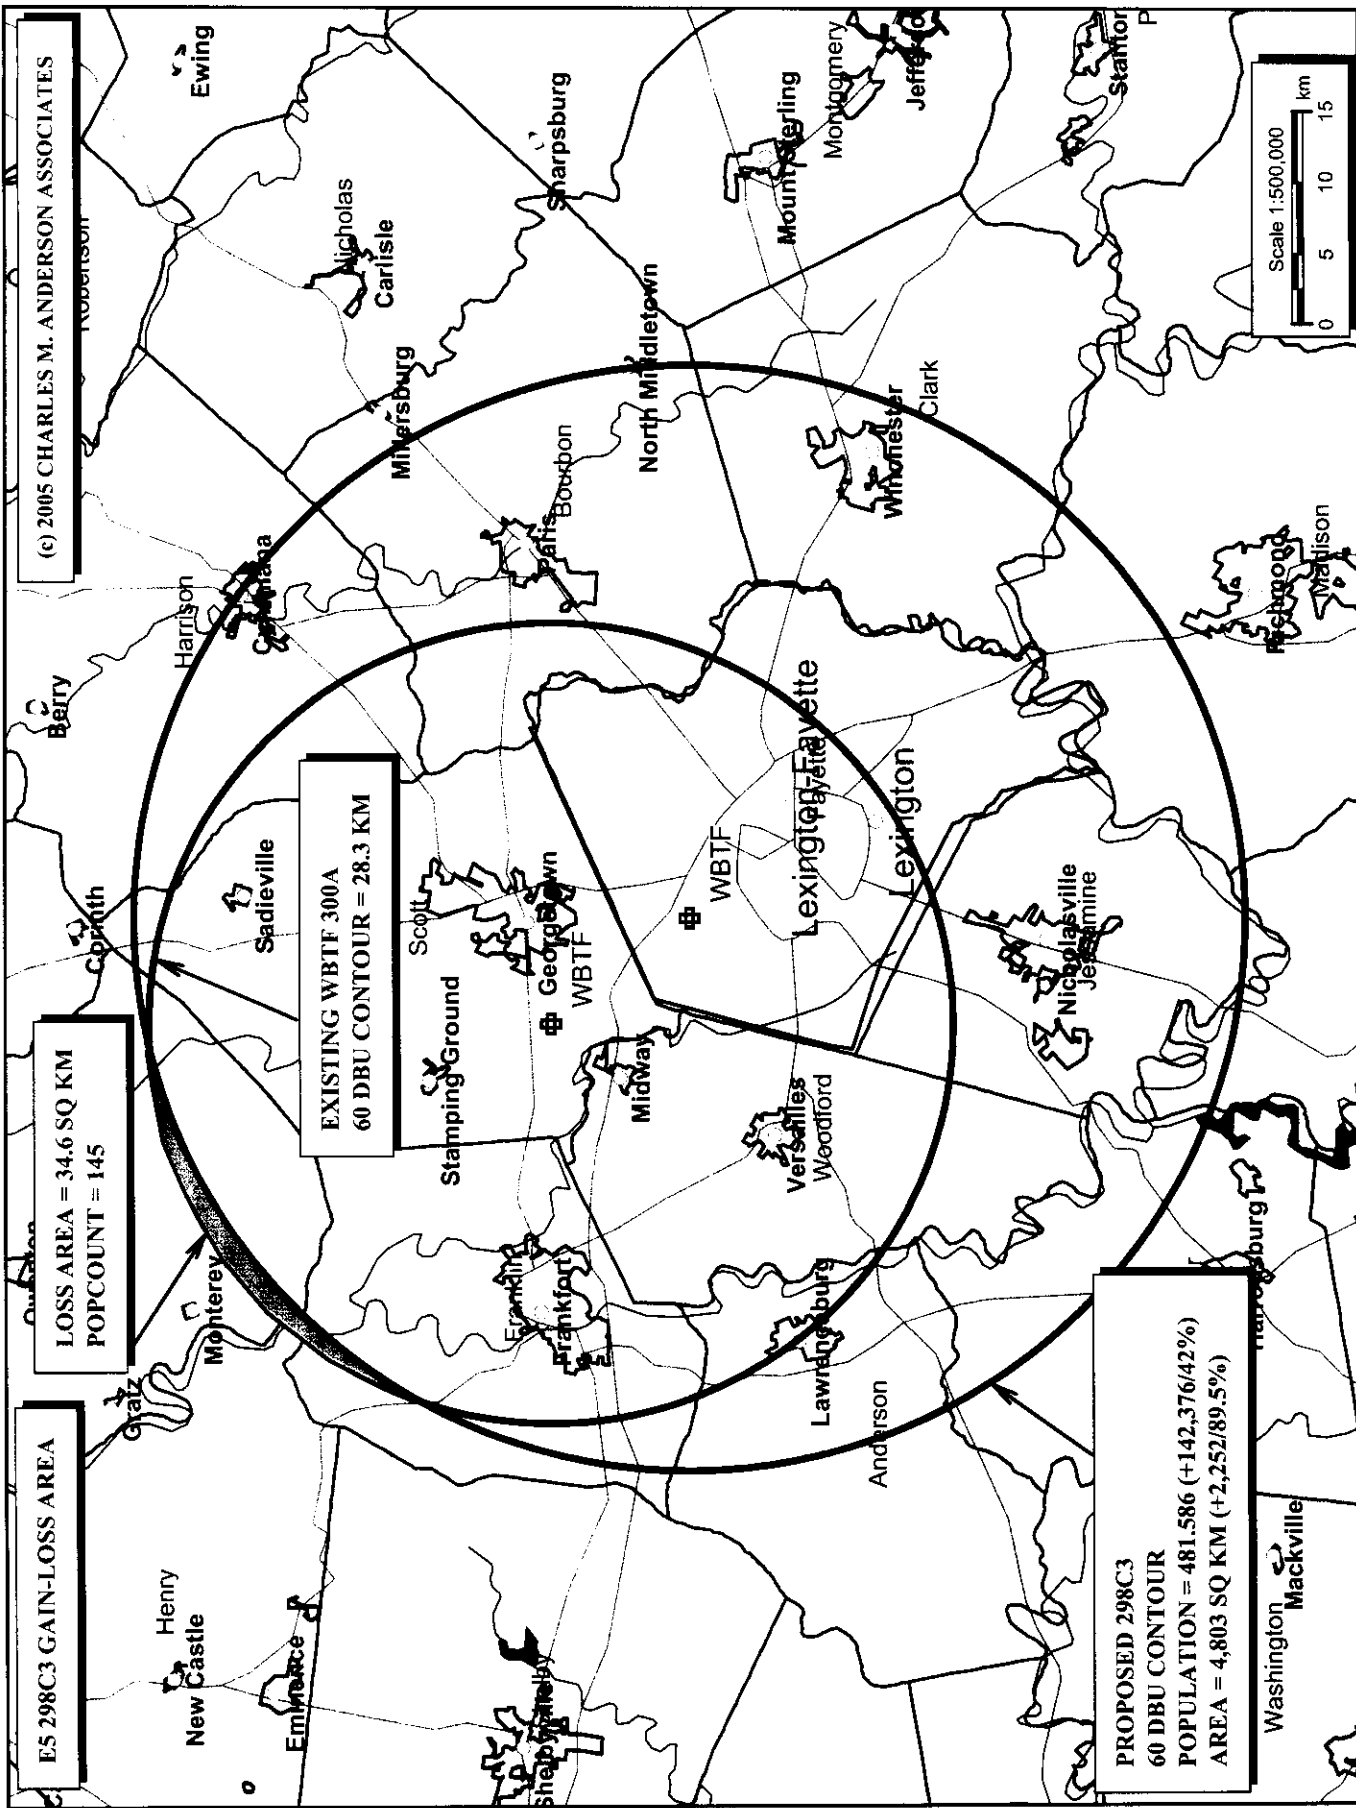 E5 298C3 GAIN-LOSS AREA
LOSS AREA = 34.6 SQ KM
POPCOUNT = 145
(c) 2005 CHARLES M. ANDERSON ASSOCIATES
EXISTING WBTF 300A
60 DBU CONTOUR = 28.3 KM
PROPOSED 298C3
60 DBU CONTOUR
POPULATION = 481.586 (+142,376/42%)
AREA = 4,803 SQ KM (+2,252/89.5%)
Scale 1:500,000
0 5 10 15 km
Gratz
Corinth
Berry
Robertson
Ewing
Henry
New Castle
Monterey
Sadieville
Harrison
Cynthiana
Nicholas
Carlisle
Eminence
Millersburg
Stamping Ground
Scott
Franklin
Frankfort
Georgetown
WBTF
Paris
Bourbon
Sharpsburg
Midway
North Middletown
WBTF
Versailles
Woodford
Lexington-Fayette
Fayette
Lexington
Mount Sterling
Montgomery
Lawrenceburg
Anderson
Winchester
Clark
Nicholasville
Jessamine
Stanton
Richmond
Madison
Washington
Mackville